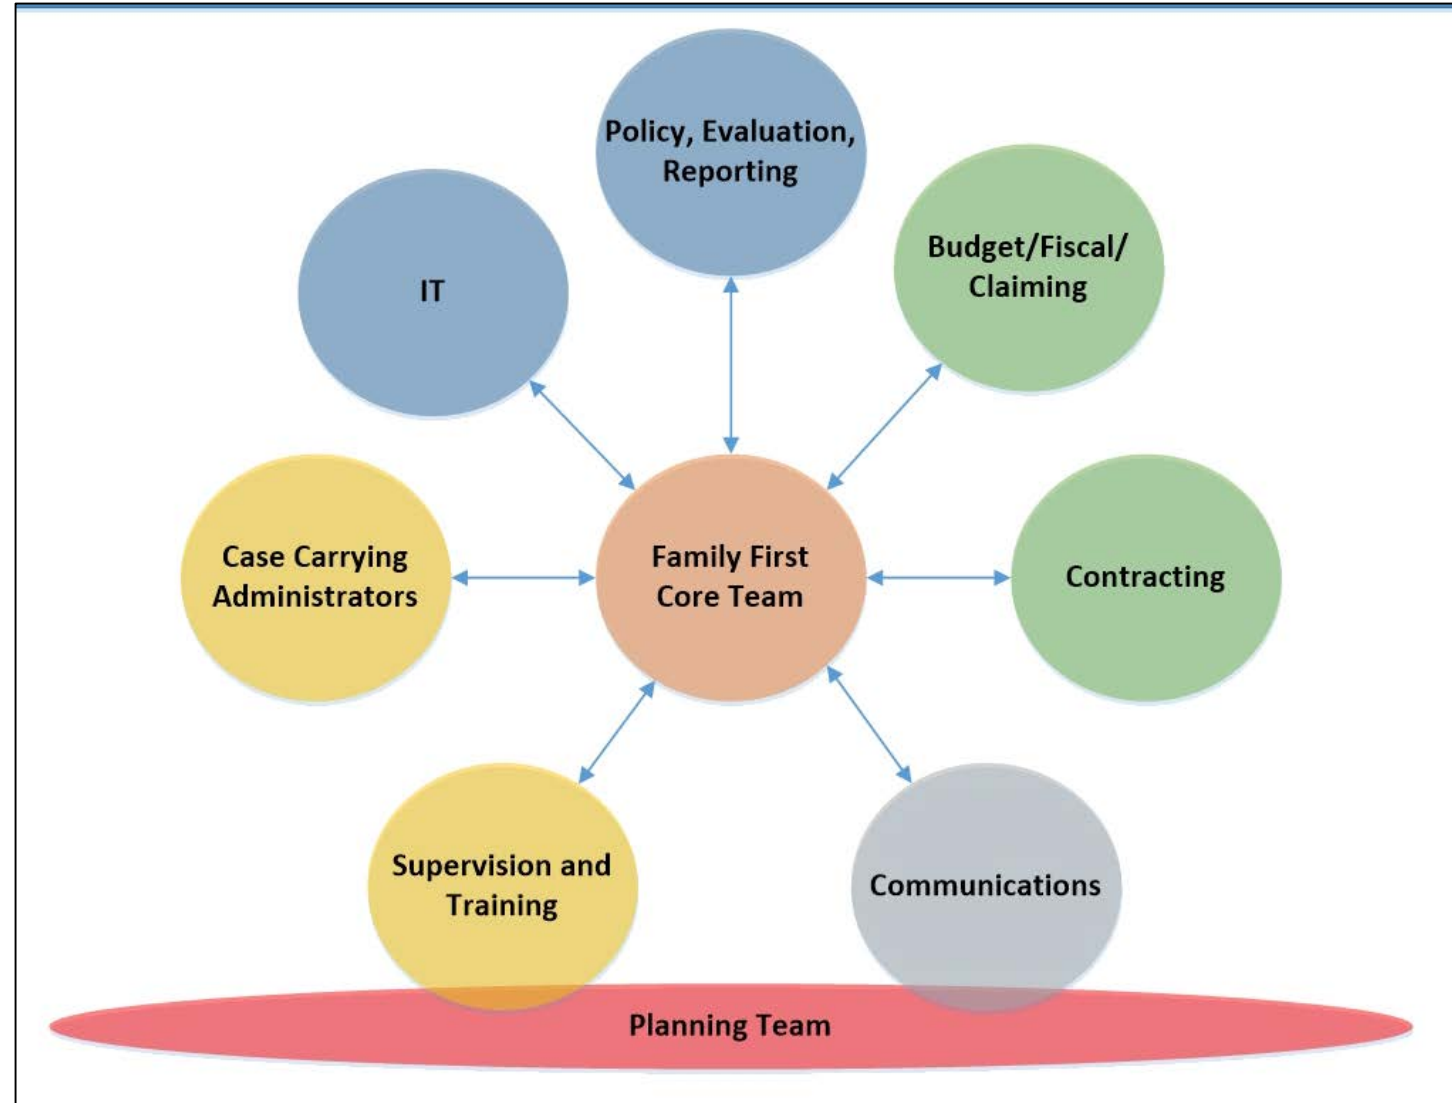 Policy, Evaluation,
Reporting
Budget/Fiscal/
Claiming
IT
Case Carrying
Administrators
Family First
Core Team
Contracting
Supervision and
Training
Communications
Planning Team